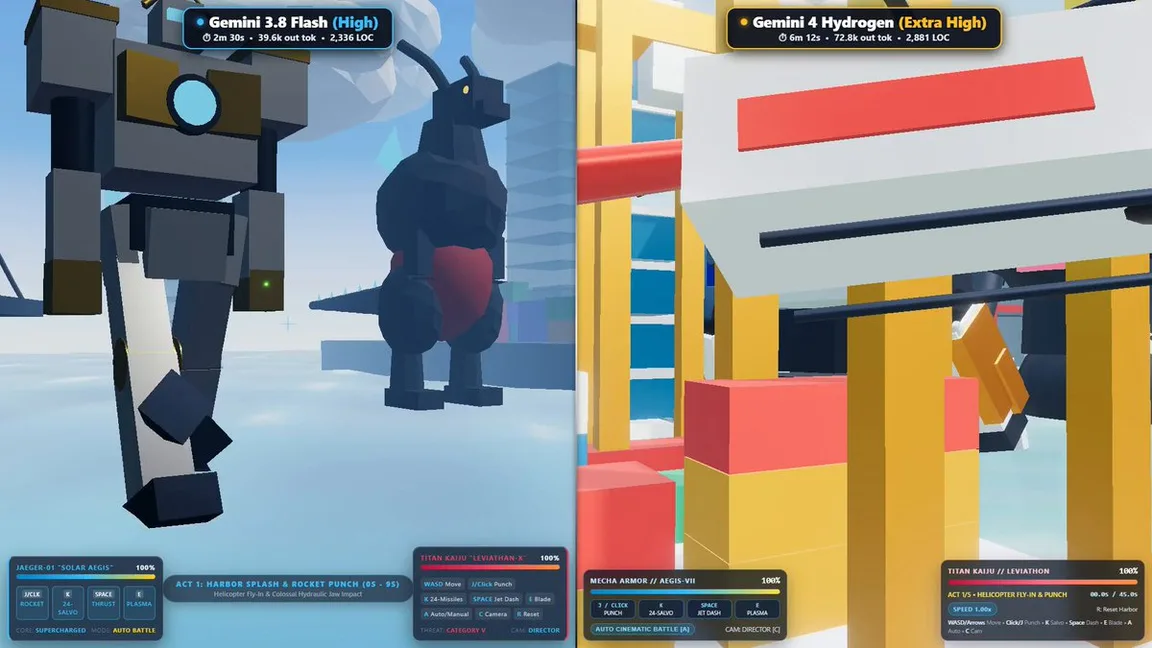 Gemini 3.8 Flash (High)
2m 30s • 39.6k out tok • 2,336 LOC
Gemini 4 Hydrogen (Extra High)
6m 12s • 72.8k out tok • 2,881 LOC
JAEGER-01 "SOLAR AEGIS" 100%
J/CLK ROCKET
K 24-SALVO
SPACE THRUST
E PLASMA
CORE: SUPERCHARGED MODE: AUTO BATTLE
ACT 1: HARBOR SPLASH & ROCKET PUNCH (0S - 9S)
Helicopter Fly-In & Colossal Hydraulic Jaw Impact
TITAN KAIJU "LEVIATHAN-X" 100%
WASD Move J/Click Punch
K 24-Missiles SPACE Jet Dash E Blade
A Auto/Manual C Camera R Reset
THREAT: CATEGORY V CAM: DIRECTOR
MECHA ARMOR // AEGIS-VII 100%
J / CLICK PUNCH
K 24-SALVO
SPACE JET DASH
E PLASMA
AUTO CINEMATIC BATTLE [A] CAM: DIRECTOR [C]
TITAN KAIJU // LEVIATHON 100%
ACT 1/5 • HELICOPTER FLY-IN & PUNCH 00.0s / 45.0s
SPEED 1.00x R: Reset Harbor
WASD/Arrows Move • Click/J Punch • K Salvo • Space Dash • E Blade • A
Auto • C Cam